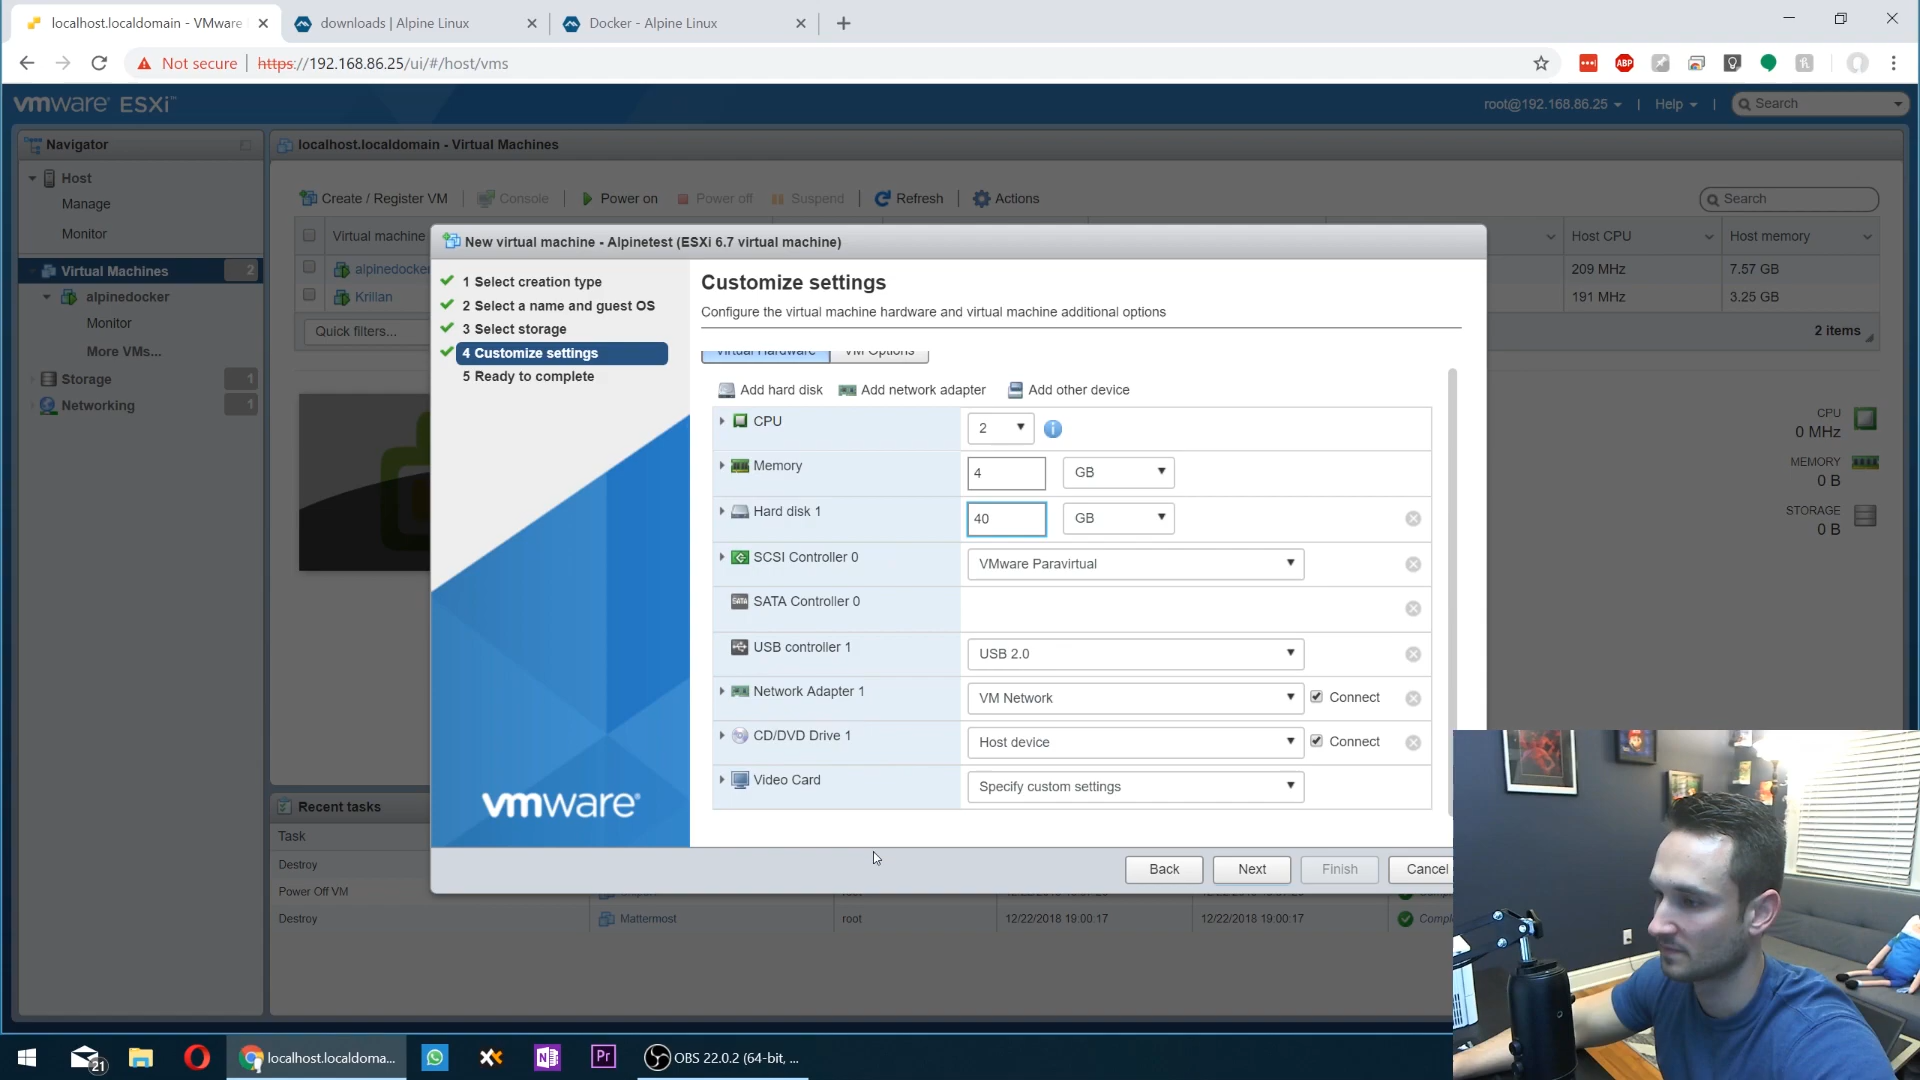 localhost.localdomain - VMware
downloads | Alpine Linux
Docker - Alpine Linux
Not secure
https://192.168.86.25/ui/#/host/vms
ABP
vmware ESXi™
root@192.168.86.25
Help
Search
Navigator
localhost.localdomain - Virtual Machines
Host
Manage
Monitor
Virtual Machines
2
alpinedocker
Monitor
More VMs...
Storage
1
Networking
1
Create / Register VM
Console
Power on
Power off
Suspend
Refresh
Actions
Search
Virtual machine
Host CPU
Host memory
alpinedocke
209 MHz
7.57 GB
Krillan
191 MHz
3.25 GB
Quick filters...
2 items
CPU
0 MHz
MEMORY
0 B
STORAGE
0 B
New virtual machine - Alpinetest (ESXi 6.7 virtual machine)
1 Select creation type
2 Select a name and guest OS
3 Select storage
4 Customize settings
5 Ready to complete
vmware®
Customize settings
Configure the virtual machine hardware and virtual machine additional options
Virtual Hardware
VM Options
Add hard disk
Add network adapter
Add other device
CPU
2
Memory
4
GB
Hard disk 1
40
GB
SCSI Controller 0
VMware Paravirtual
SATA
SATA Controller 0
USB controller 1
USB 2.0
Network Adapter 1
VM Network
Connect
CD/DVD Drive 1
Host device
Connect
Video Card
Specify custom settings
Back
Next
Finish
Cancel
Recent tasks
Task
Destroy
Power Off VM
Destroy
Mattermost
root
12/22/2018 19:00:17
12/22/2018 19:00:17
Comp
21
localhost.localdoma...
N
Pr
OBS 22.0.2 (64-bit, ...